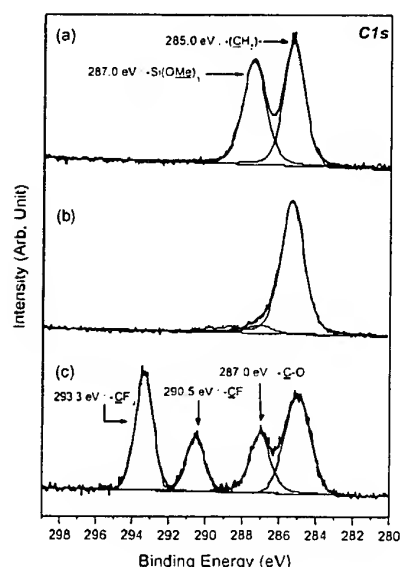 C1s
(a)
285.0 eV : -(CH2)-
287.0 eV : -Si(OMe)3
(b)
(c)
293.3 eV : -CF
290.5 eV : -CF
287.0 eV : -C-O
Intensity (Arb. Unit)
298 296 294 292 290 288 286 284 282 280
Binding Energy (eV)